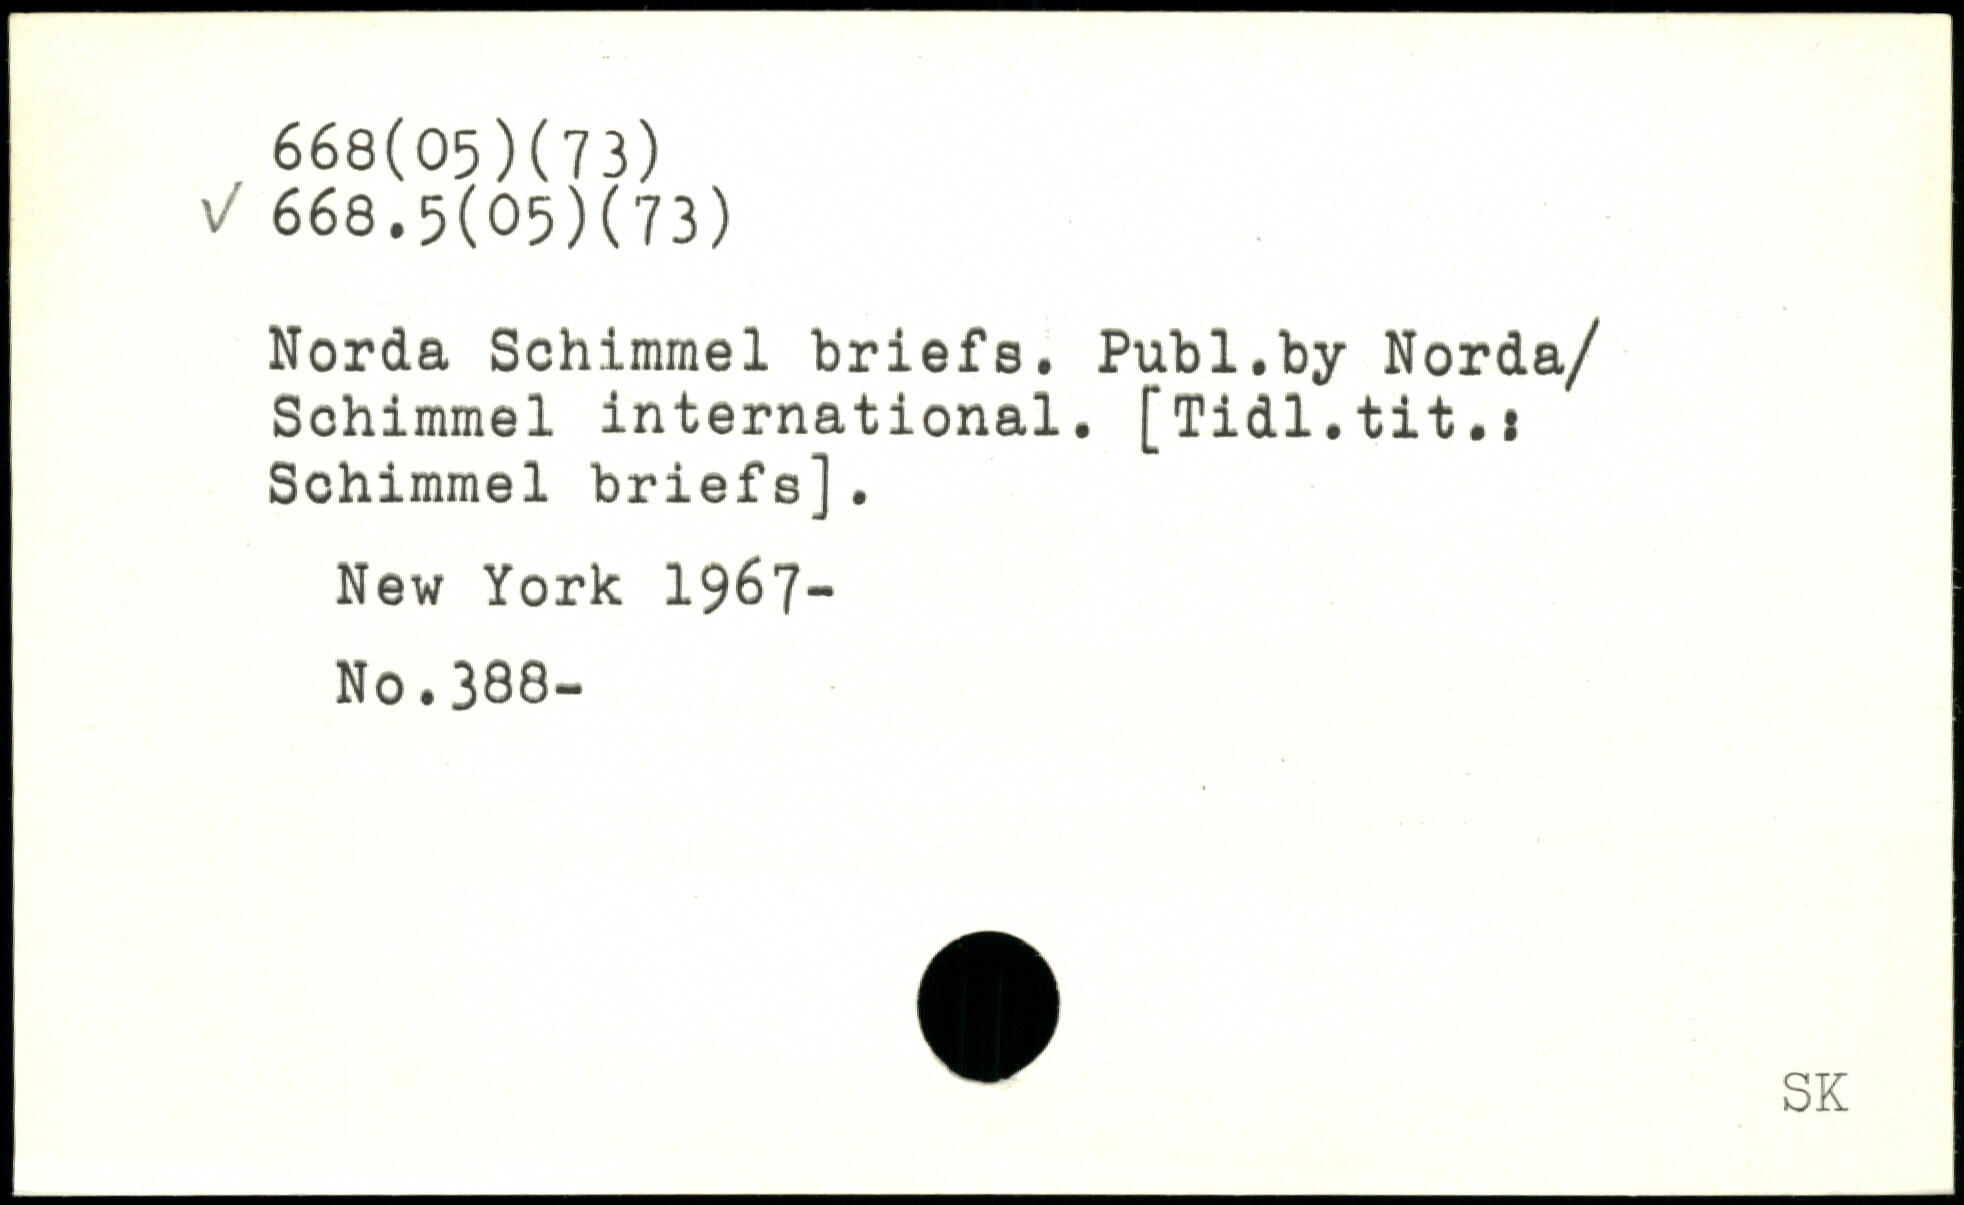 668(05)(73)
✓ 668.5(05)(73)
Norda Schimmel briefs. Publ.by Norda/
Schimmel international. [Tidl.tit.:
Schimmel briefs].
New York 1967-
No.388-
SK